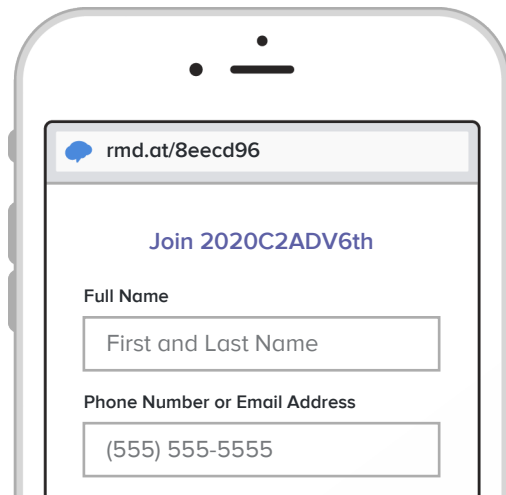 rmd.at/8eecd96
Join 2020C2ADV6th
Full Name
First and Last Name
Phone Number or Email Address
(555) 555-5555